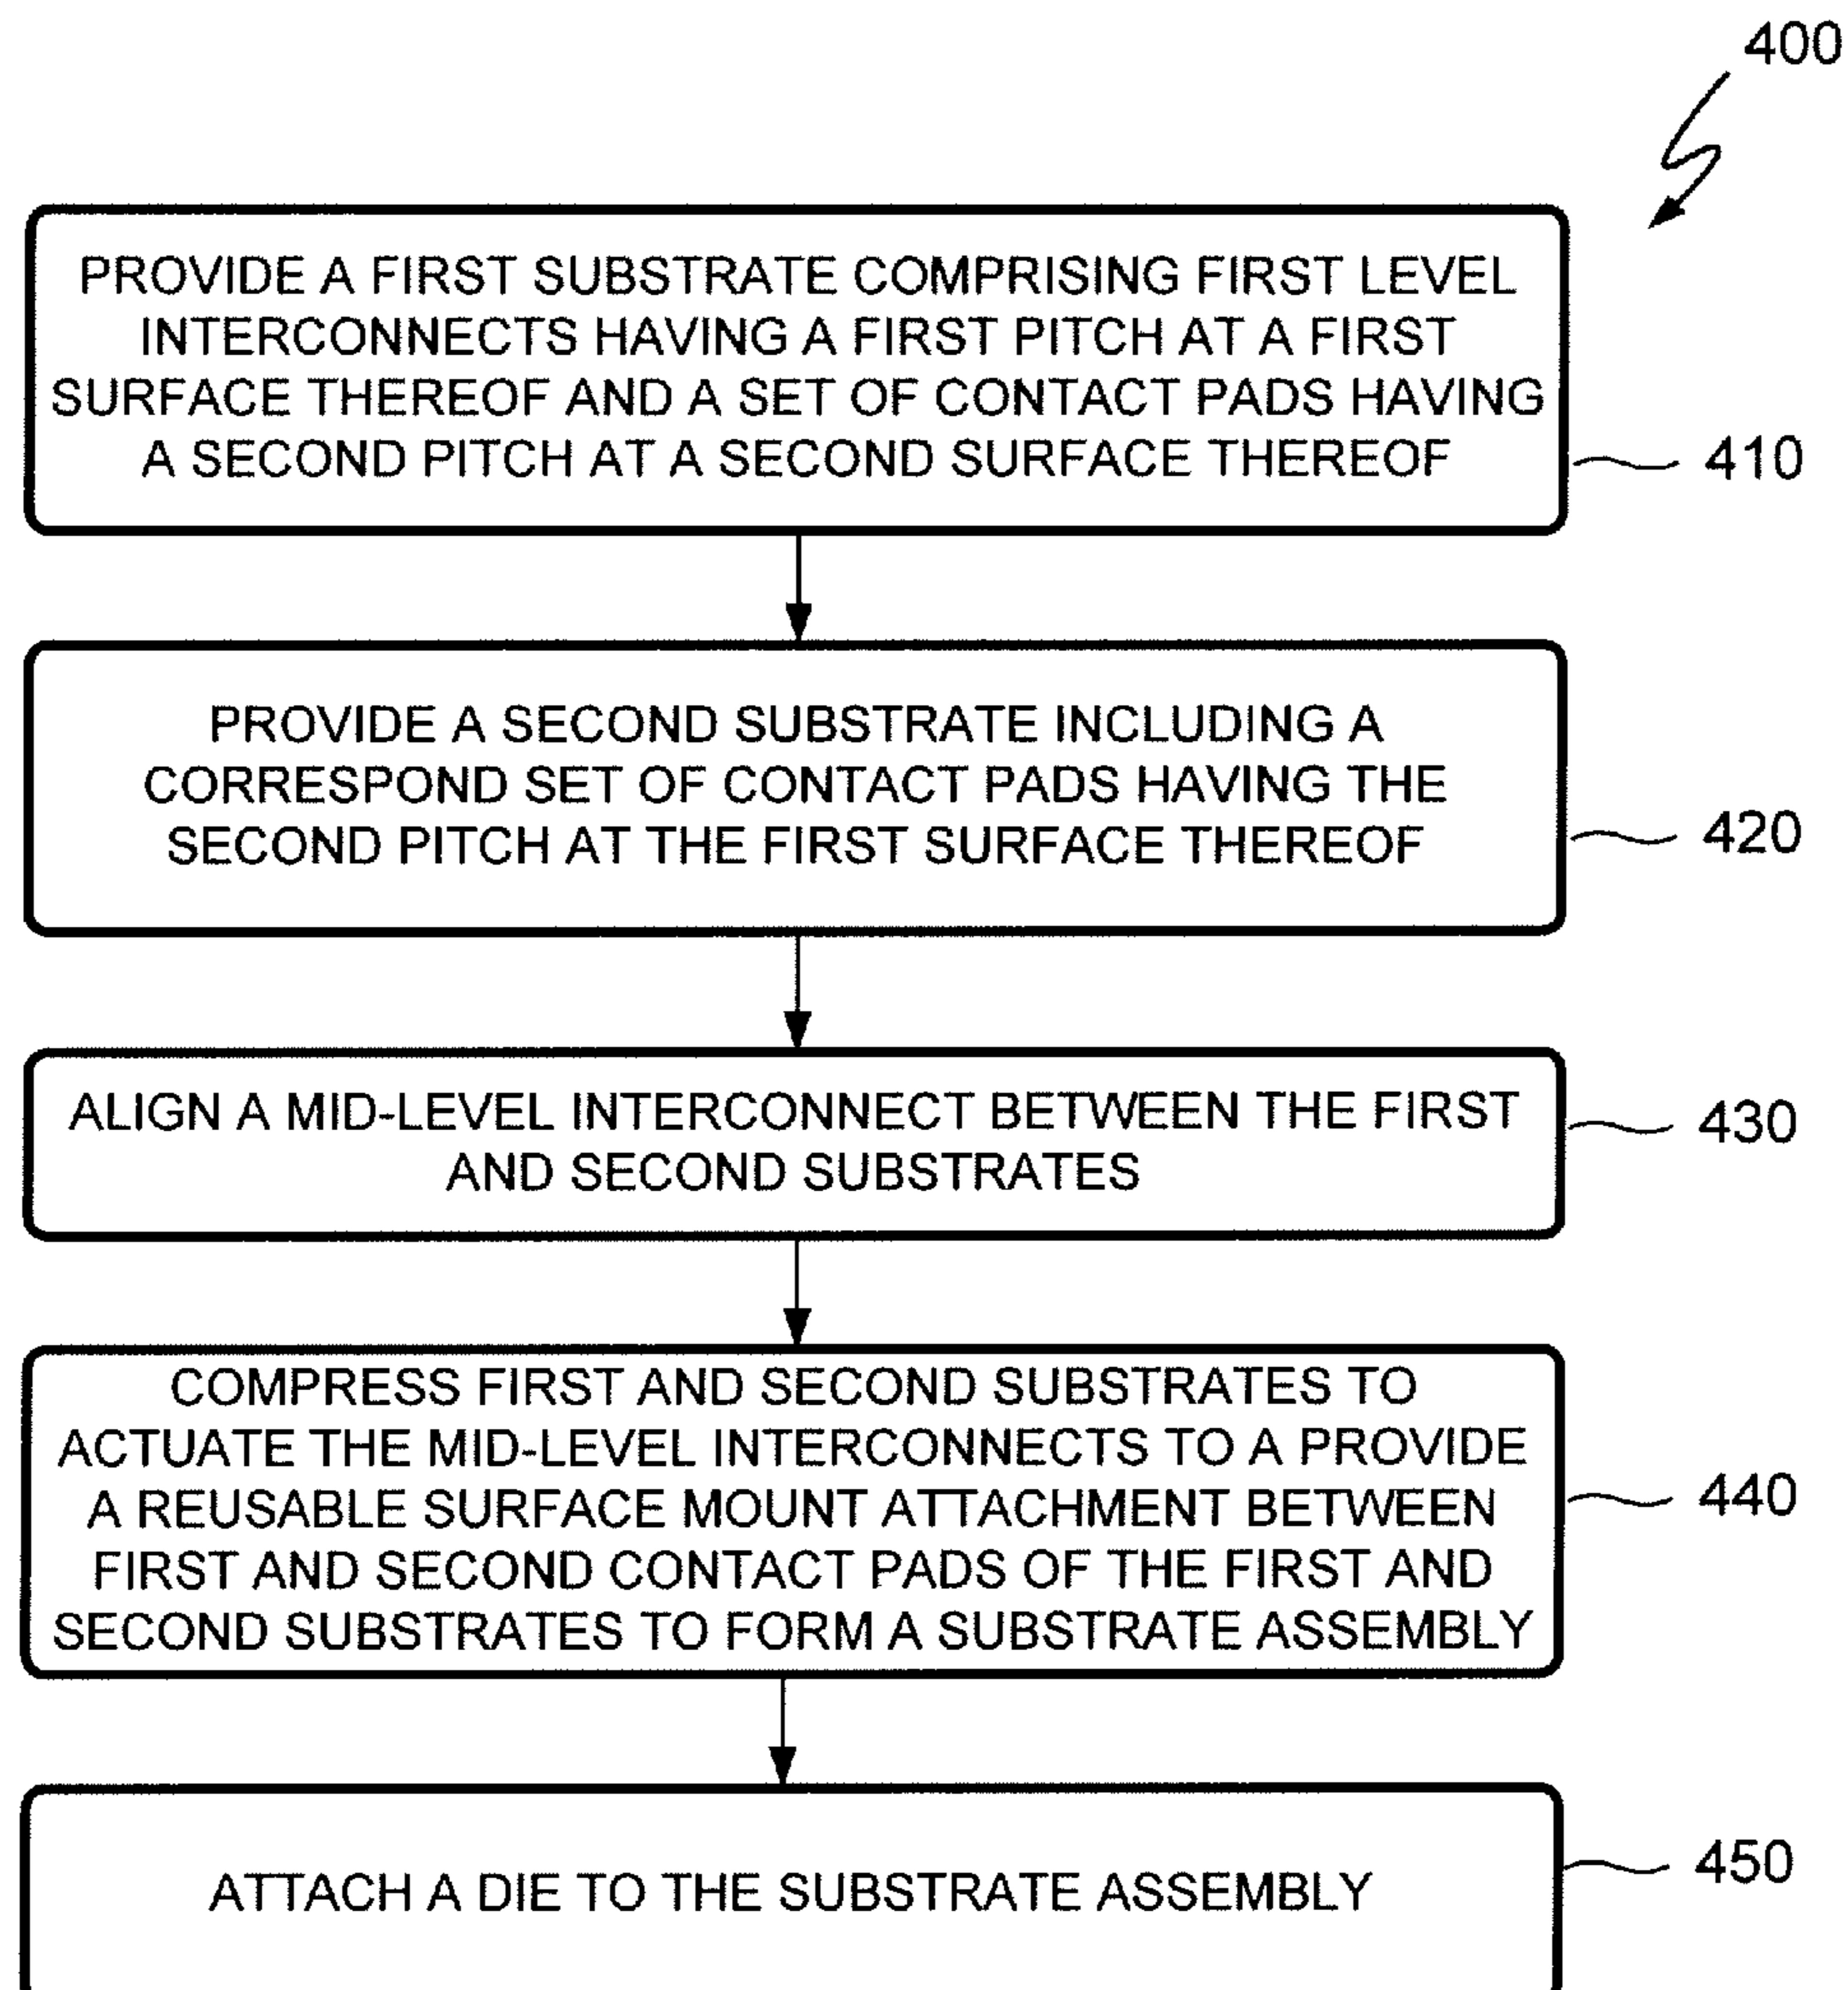 400
PROVIDE A FIRST SUBSTRATE COMPRISING FIRST LEVEL
INTERCONNECTS HAVING A FIRST PITCH AT A FIRST
SURFACE THEREOF AND A SET OF CONTACT PADS HAVING
A SECOND PITCH AT A SECOND SURFACE THEREOF
410
PROVIDE A SECOND SUBSTRATE INCLUDING A
CORRESPOND SET OF CONTACT PADS HAVING THE
SECOND PITCH AT THE FIRST SURFACE THEREOF
420
ALIGN A MID-LEVEL INTERCONNECT BETWEEN THE FIRST
AND SECOND SUBSTRATES
430
COMPRESS FIRST AND SECOND SUBSTRATES TO
ACTUATE THE MID-LEVEL INTERCONNECTS TO A PROVIDE
A REUSABLE SURFACE MOUNT ATTACHMENT BETWEEN
FIRST AND SECOND CONTACT PADS OF THE FIRST AND
SECOND SUBSTRATES TO FORM A SUBSTRATE ASSEMBLY
440
ATTACH A DIE TO THE SUBSTRATE ASSEMBLY
450